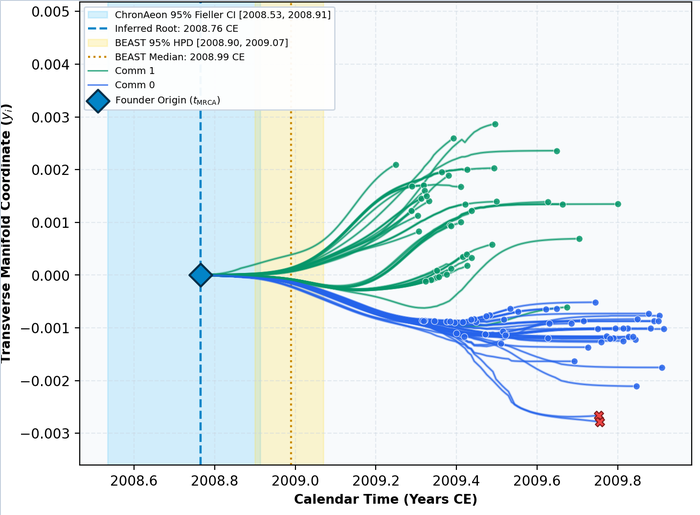 ChronAeon 95% Fieller CI [2008.53, 2008.91]
Inferred Root: 2008.76 CE
BEAST 95% HPD [2008.90, 2009.07]
BEAST Median: 2008.99 CE
Comm 1
Comm 0
Founder Origin (tMRCA)
Transverse Manifold Coordinate (yi)
0.005
0.004
0.003
0.002
0.001
0.000
−0.001
−0.002
−0.003
2008.6 2008.8 2009.0 2009.2 2009.4 2009.6 2009.8
Calendar Time (Years CE)